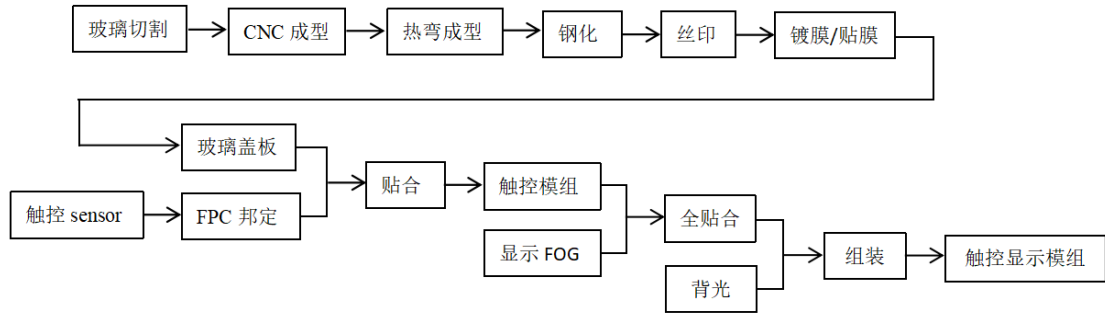 玻璃切割
CNC 成型
热弯成型
钢化
丝印
镀膜/贴膜
玻璃盖板
触控 sensor
FPC 邦定
贴合
触控模组
显示 FOG
全贴合
背光
组装
触控显示模组